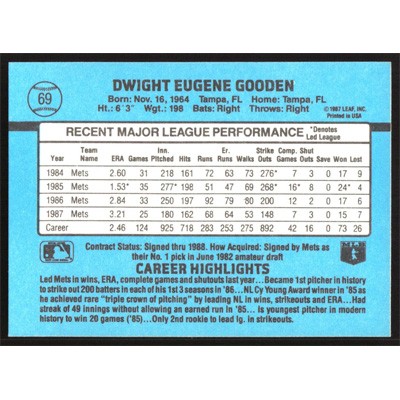 69
DWIGHT EUGENE GOODEN
Born: Nov. 16, 1964 Tampa, FL Home: Tampa, FL
Ht.: 6'3" Wgt.: 198 Bats: Right Throws: Right
©1987 LEAF, INC.
Printed in USA
RECENT MAJOR LEAGUE PERFORMANCE *Denotes Led League
Year Team Name ERA Games Inn. Pitched Hits Runs Er. Runs Walks Strike Outs Comp. Games Shut Outs Save Won Lost
1984 Mets 2.60 31 218 161 72 63 73 276* 7 3 0 17 9
1985 Mets 1.53* 35 277* 198 51 47 69 268* 16* 8 0 24* 4
1986 Mets 2.84 33 250 197 92 79 80 200 12 2 0 17 6
1987 Mets 3.21 25 180 162 68 64 53 148 7 3 0 15 7
Career 2.46 124 925 718 283 253 275 892 42 16 0 73 26
Contract Status: Signed thru 1988. How Acquired: Signed by Mets as
their No. 1 pick in June 1982 amateur draft
CAREER HIGHLIGHTS
Led Mets in wins, ERA, complete games and shutouts last year...Became 1st pitcher in history
to strike out 200 batters in each of his 1st 3 seasons in '86...NL Cy Young Award winner in '85 as
he achieved rare "triple crown of pitching" by leading NL in wins, strikeouts and ERA...Had
streak of 49 innings without allowing an earned run in '85...Is youngest pitcher in modern
history to win 20 games ('85)...Only 2nd rookie to lead lg. in strikeouts.